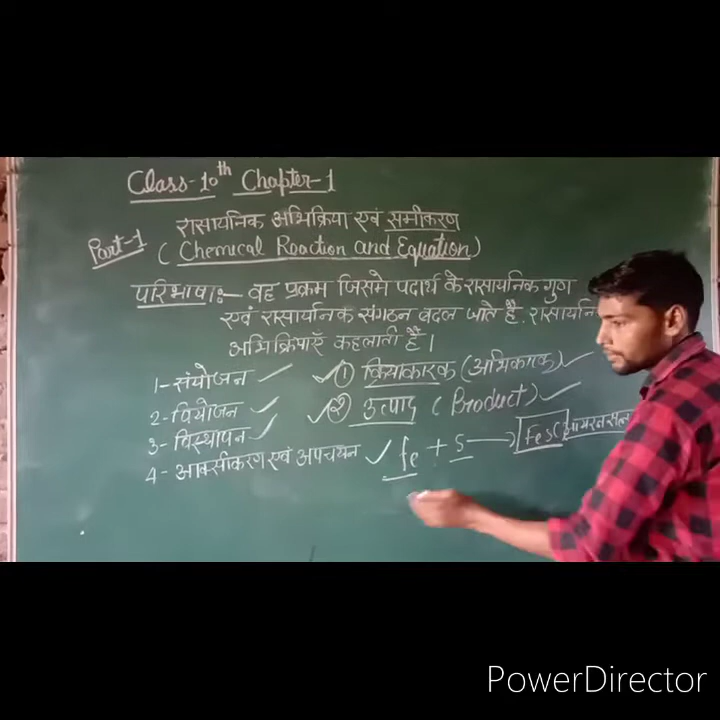 Class-10th Chapter-1
रासायनिक अभिक्रिया एवं समीकरण
Part-1
(Chemical Reaction and Equation)
परिभाषाः- वह प्रक्रम जिसमे पदार्थ के रासायनिक गुण
एवं रासायनिक संगठन बदल जाते है. रासायनि
अभिक्रियाएँ कहलाती हैं।
1-संयोजन
2-वियोजन
3-विस्थापन
4-आक्सीकरण एवं अपचयन
① क्रियाकारक (अभिकारक)
② उत्पाद (Product)
fe + S → FeS (आयरन सल
PowerDirector